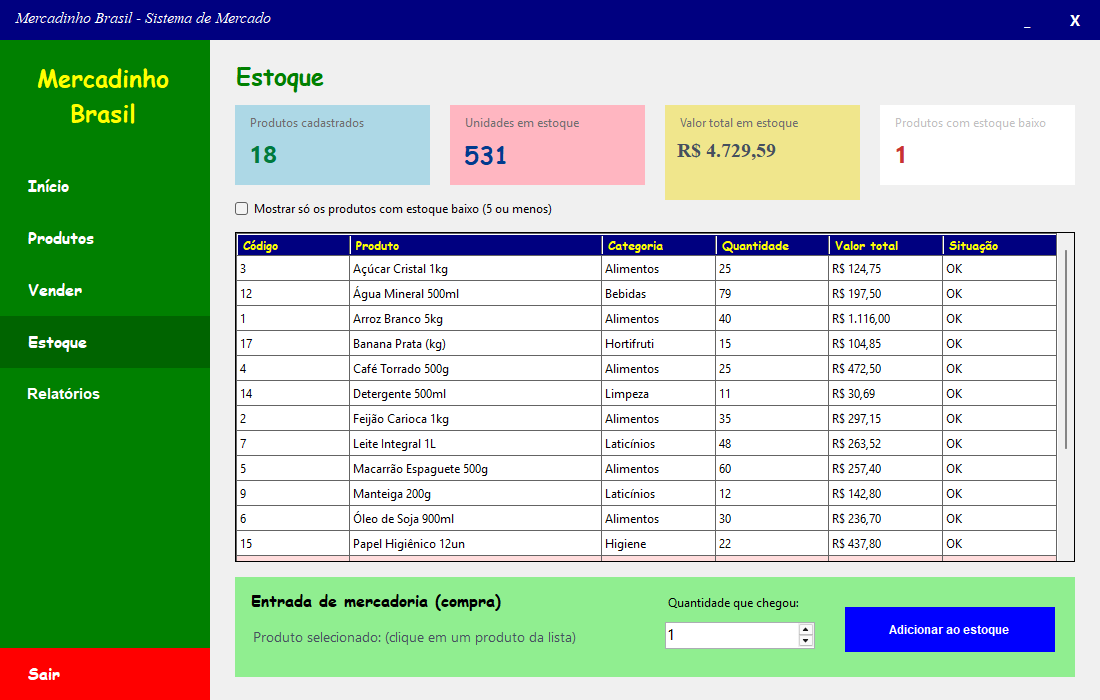 Mercadinho Brasil - Sistema de Mercado
_ X
Mercadinho
Brasil
Início
Produtos
Vender
Estoque
Relatórios
Sair
Estoque
Produtos cadastrados
18
Unidades em estoque
531
Valor total em estoque
R$ 4.729,59
Produtos com estoque baixo
1
Mostrar só os produtos com estoque baixo (5 ou menos)
Código Produto Categoria Quantidade Valor total Situação
3 Açúcar Cristal 1kg Alimentos 25 R$ 124,75 OK
12 Água Mineral 500ml Bebidas 79 R$ 197,50 OK
1 Arroz Branco 5kg Alimentos 40 R$ 1.116,00 OK
17 Banana Prata (kg) Hortifruti 15 R$ 104,85 OK
4 Café Torrado 500g Alimentos 25 R$ 472,50 OK
14 Detergente 500ml Limpeza 11 R$ 30,69 OK
2 Feijão Carioca 1kg Alimentos 35 R$ 297,15 OK
7 Leite Integral 1L Laticínios 48 R$ 263,52 OK
5 Macarrão Espaguete 500g Alimentos 60 R$ 257,40 OK
9 Manteiga 200g Laticínios 12 R$ 142,80 OK
6 Óleo de Soja 900ml Alimentos 30 R$ 236,70 OK
15 Papel Higiênico 12un Higiene 22 R$ 437,80 OK
Entrada de mercadoria (compra)
Produto selecionado: (clique em um produto da lista)
Quantidade que chegou:
1
Adicionar ao estoque